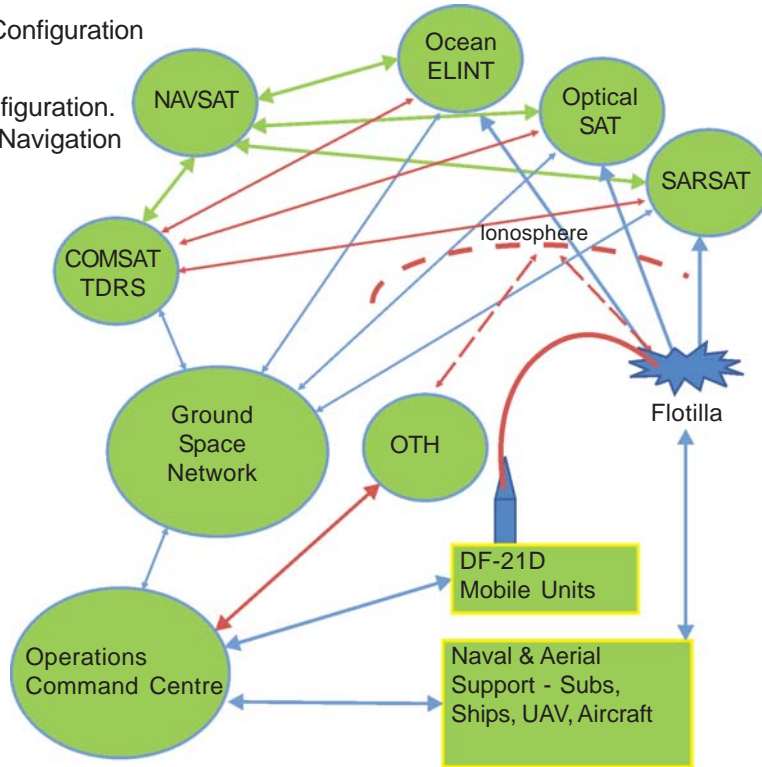 Configuration
figuration.
Navigation
Ocean
ELINT
NAVSAT
Optical
SAT
SARSAT
Ionosphere
COMSAT
TDRS
Ground
Space
Network
OTH
Flotilla
DF-21D
Mobile Units
Operations
Command Centre
Naval & Aerial
Support - Subs,
Ships, UAV, Aircraft